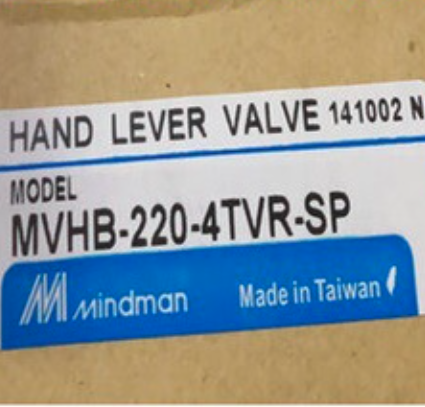 HAND LEVER VALVE 141002 N
MODEL
MVHB-220-4TVR-SP
mindman Made in Taiwan